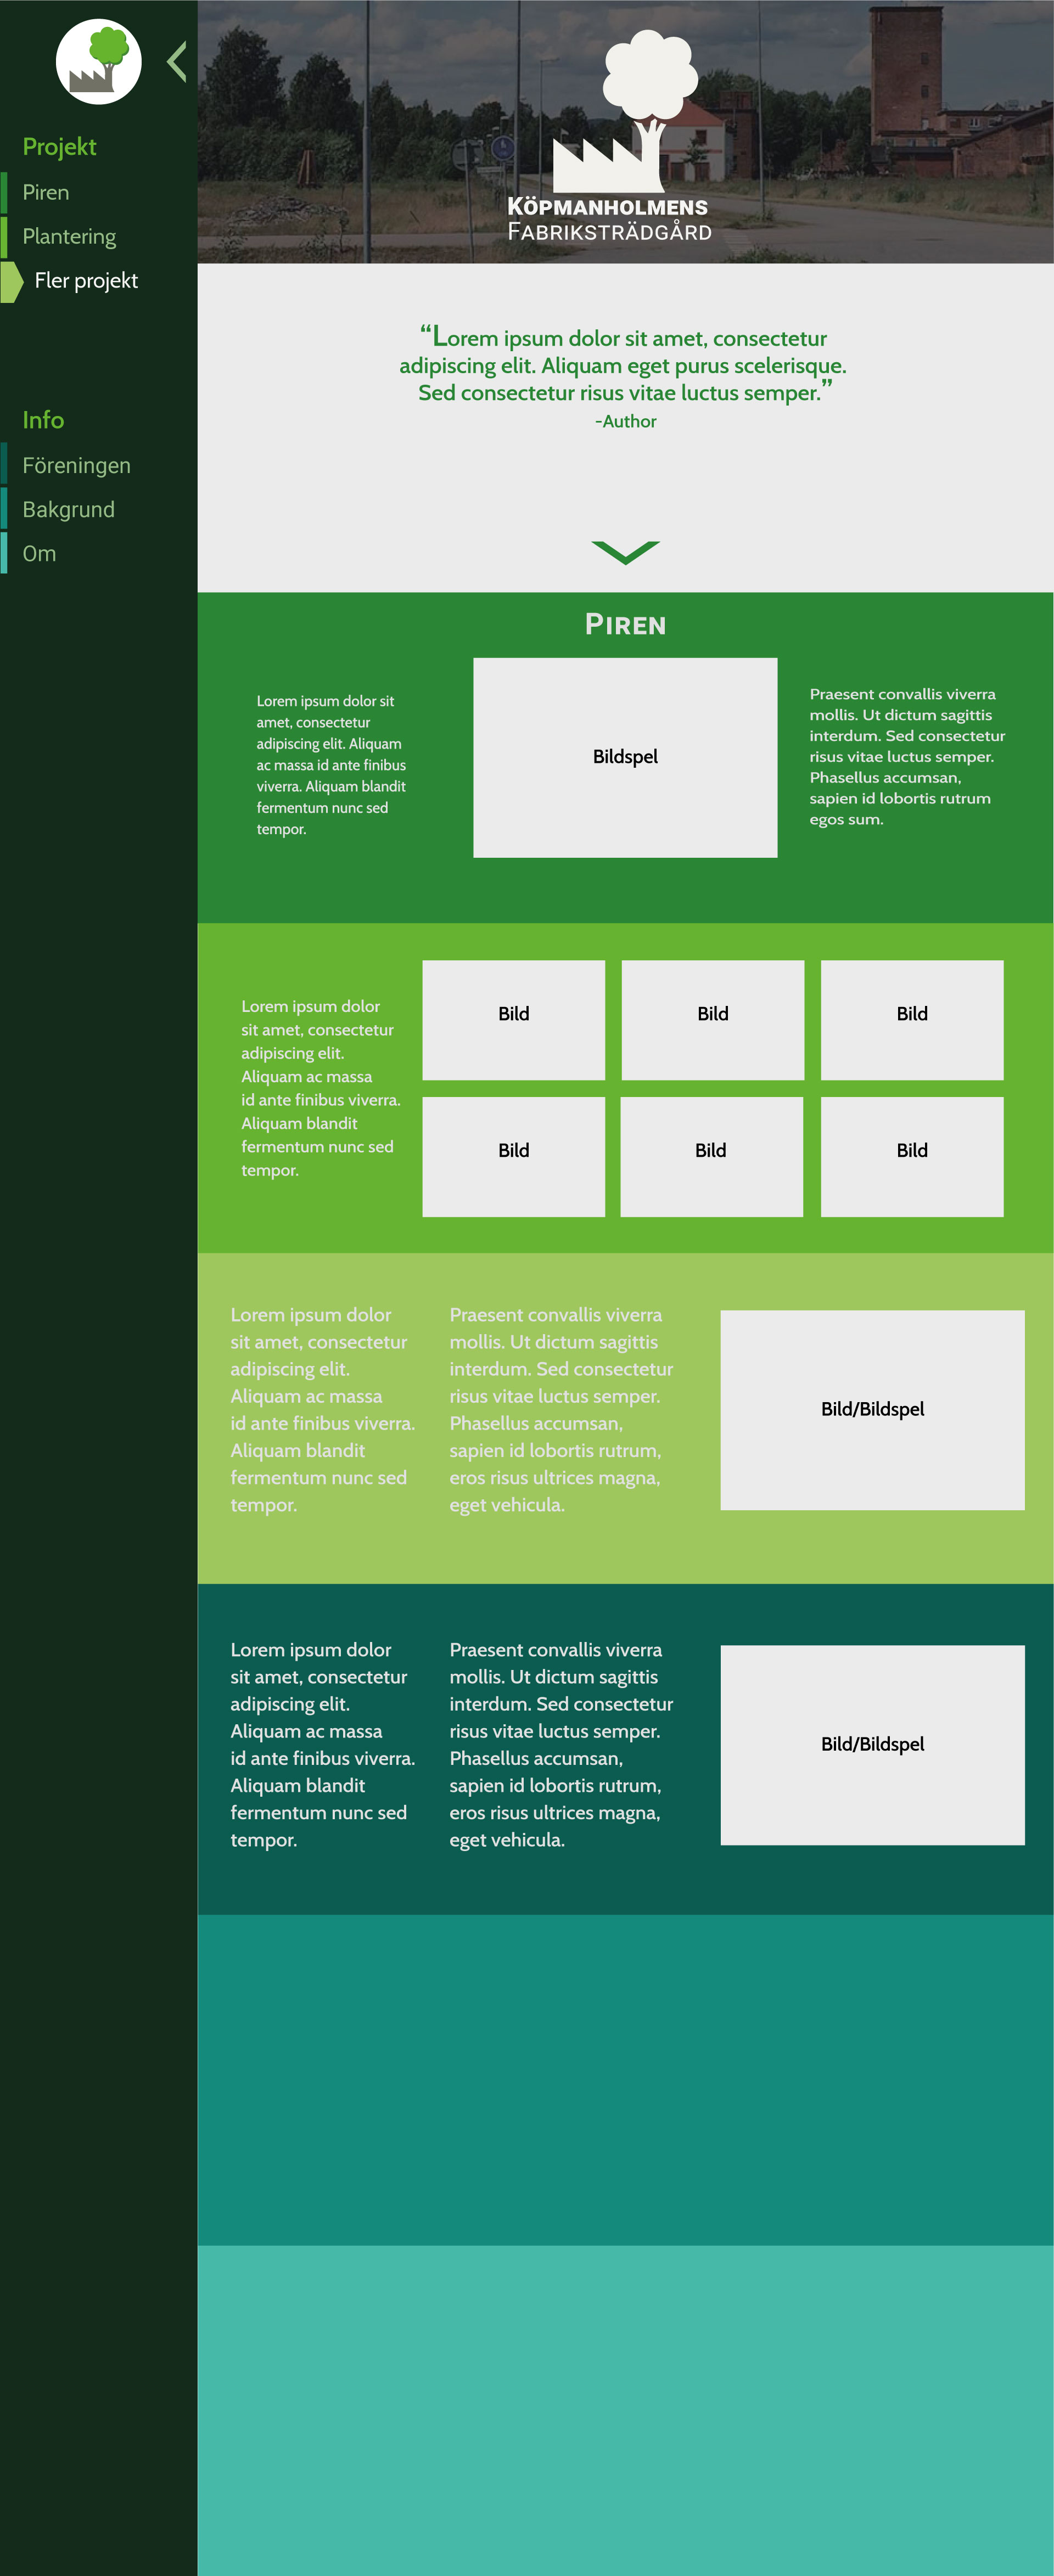 Projekt
Piren
Plantering
Fler projekt
Info
Föreningen
Bakgrund
Om
KÖPMANHOLMENS
FABRIKSTRÄDGÅRD
“Lorem ipsum dolor sit amet, consectetur
adipiscing elit. Aliquam eget purus scelerisque.
Sed consectetur risus vitae luctus semper.”
-Author
PIREN
Lorem ipsum dolor sit
amet, consectetur
adipiscing elit. Aliquam
ac massa id ante finibus
viverra. Aliquam blandit
fermentum nunc sed
tempor.
Bildspel
Praesent convallis viverra
mollis. Ut dictum sagittis
interdum. Sed consectetur
risus vitae luctus semper.
Phasellus accumsan,
sapien id lobortis rutrum
egos sum.
Lorem ipsum dolor
sit amet, consectetur
adipiscing elit.
Aliquam ac massa
id ante finibus viverra.
Aliquam blandit
fermentum nunc sed
tempor.
Bild
Bild
Bild
Bild
Bild
Bild
Lorem ipsum dolor
sit amet, consectetur
adipiscing elit.
Aliquam ac massa
id ante finibus viverra.
Aliquam blandit
fermentum nunc sed
tempor.
Praesent convallis viverra
mollis. Ut dictum sagittis
interdum. Sed consectetur
risus vitae luctus semper.
Phasellus accumsan,
sapien id lobortis rutrum,
eros risus ultrices magna,
eget vehicula.
Bild/Bildspel
Lorem ipsum dolor
sit amet, consectetur
adipiscing elit.
Aliquam ac massa
id ante finibus viverra.
Aliquam blandit
fermentum nunc sed
tempor.
Praesent convallis viverra
mollis. Ut dictum sagittis
interdum. Sed consectetur
risus vitae luctus semper.
Phasellus accumsan,
sapien id lobortis rutrum,
eros risus ultrices magna,
eget vehicula.
Bild/Bildspel